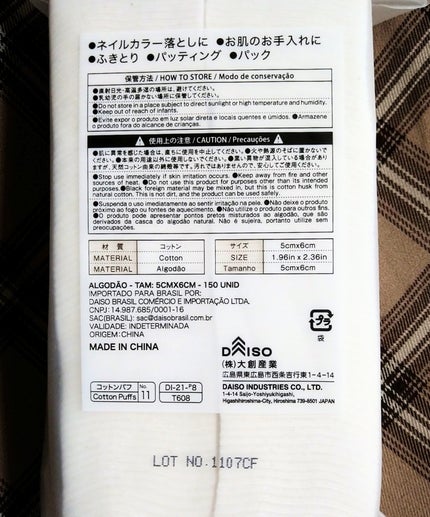 ●ネイルカラー落としに ●お肌のお手入れに
●ふきとり ●パッティング ●パック
保管方法 / HOW TO STORE / Modo de conservação
●直射日光・高温多湿の場所は、避けてください。
●乳幼児の手の届かない場所に保管してください。
●Do not store in a place subject to direct sunlight or high temperature and humidity.
●Keep out of reach of infants.
●Evite expor o produto em luz solar direta e locais quentes e úmidos. ●Armazene
o produto fora do alcance de crianças.
使用上の注意 / CAUTION / Precauções
●肌に異常を感じた場合は、直ちに使用を中止してください。●火や熱源のそばに置かない
でください。●本来の用途以外に使用しないでください。●黒い異物が混入している場合があり
ますが、天然コットン由来の綿殻等です。汚れではありませんので、安心してご使用ください。
●Stop use immediately if skin irritation occurs. ●Keep away from fire and other
sources of heat. ●Do not use this product for purposes other than its intended
purposes.●Black foreign material may be mixed in, but this is cotton husk from
natural cotton. This is not dirt, and the product can be used safely.
●Suspenda o uso imediatamente ao sentir irritação na pele. ●Não deixe o produto
próximo ao fogo ou fontes de aquecimento. ●Não utilize o produto para outros fins.
●O produto pode apresentar pontos pretos misturados ao algodão, que são
derivados da casca do algodão natural. Não é sujeira, portanto utilize sem
preocupações.
材質 コットン サイズ 5cmx6cm
MATERIAL Cotton SIZE 1.96in x 2.36in
MATERIAL Algodão Tamanho 5cmx6cm
ALGODÃO - TAM: 5CMX6CM - 150 UNID
IMPORTADO PARA BRASIL POR:
DAISO BRASIL COMÉRCIO E IMPORTAÇÃO LTDA.
CNPJ: 14.987.685/0001-16
SAC(BRASIL): sac@daisobrasil.com.br
VALIDADE: INDETERMINADA
ORIGEM: CHINA
MADE IN CHINA
プラ
袋
DAISO
(株)大創産業
広島県東広島市西条吉行東1-4-14
DAISO INDUSTRIES CO., LTD.
1-4-14 Saijo-Yoshiyukihigashi,
Higashihiroshima-City, Hiroshima 739-8501 JAPAN
コットンパフ No. DI-21-P8
Cotton Puffs 11 T608
LOT NO.1107CF